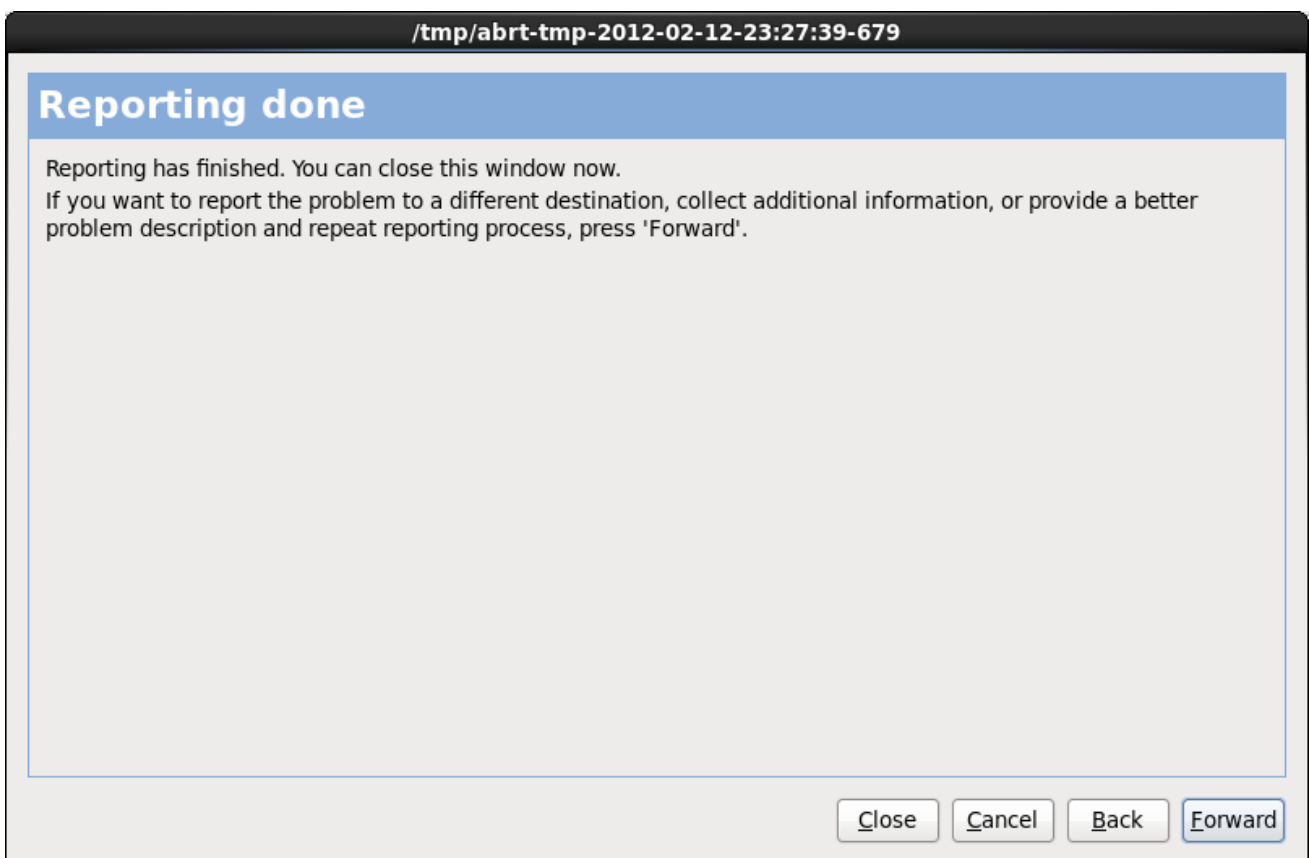 /tmp/abrt-tmp-2012-02-12-23:27:39-679
Reporting done
Reporting has finished. You can close this window now.
If you want to report the problem to a different destination, collect additional information, or provide a better
problem description and repeat reporting process, press 'Forward'.
Close Cancel Back Forward